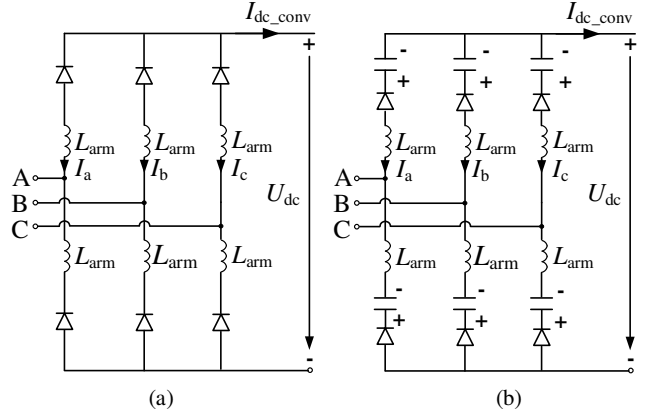 I_dc_conv I_dc_conv
+ - - - +
+ + +
L_arm L_arm L_arm L_arm L_arm L_arm
A I_a I_b I_c A I_a I_b I_c
B U_dc B U_dc
C C
L_arm L_arm L_arm L_arm L_arm L_arm
- - -
+ + +
- -
(a) (b)